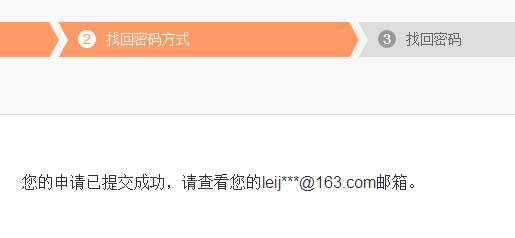 2 找回密码方式
3 找回密码
您的申请已提交成功，请查看您的leij***@163.com邮箱。